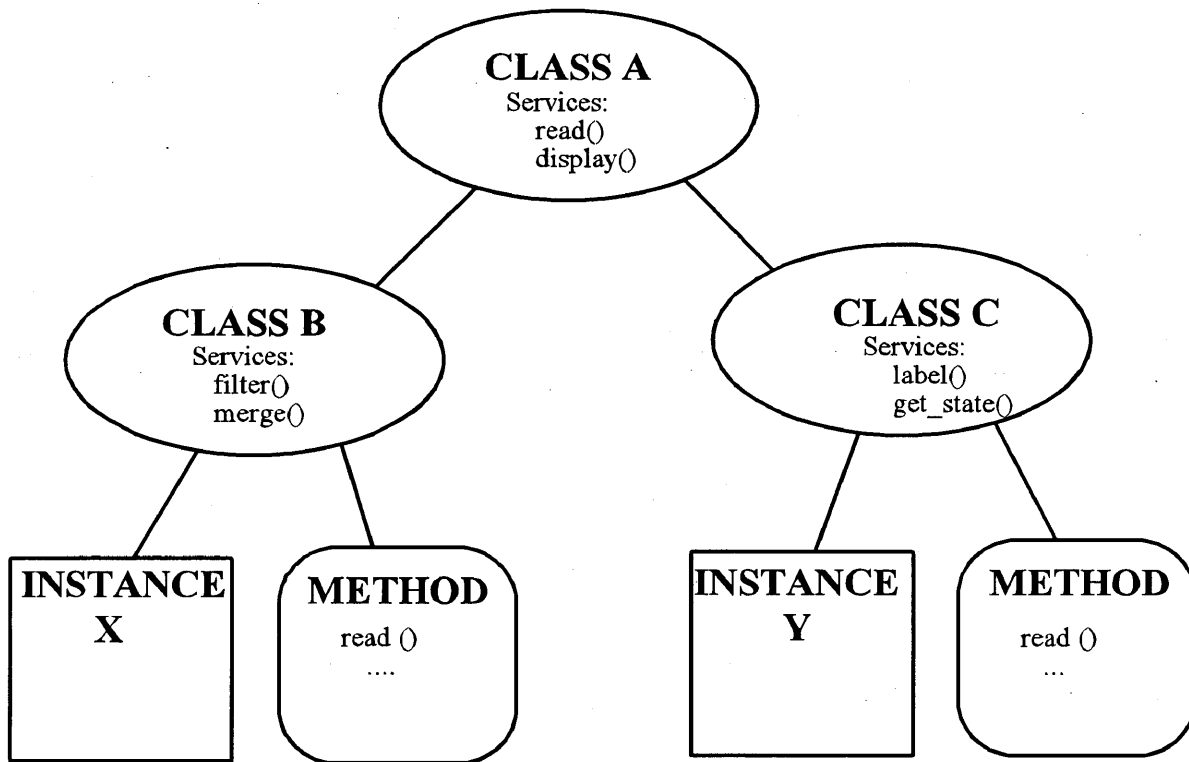 CLASS A
Services:
read()
display()
CLASS B
Services:
filter()
merge()
CLASS C
Services:
label()
get_state()
INSTANCE
X
METHOD
read ()
....
INSTANCE
Y
METHOD
read ()
...